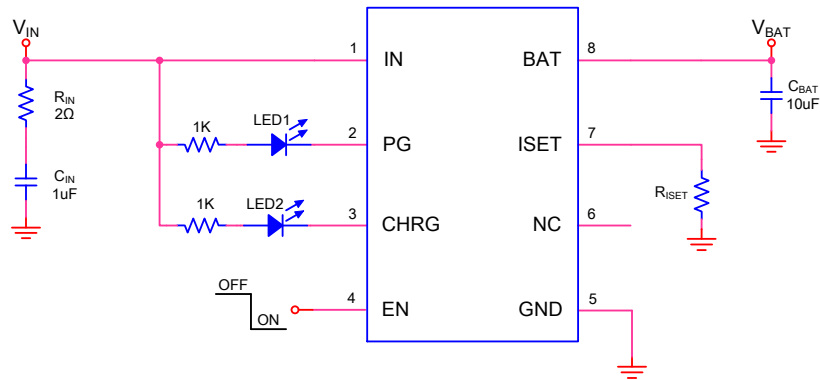 VIN
VBAT
1
IN
BAT
8
RIN
2Ω
CBAT
10uF
1K
LED1
2
PG
ISET
7
CIN
1uF
RISET
1K
LED2
3
CHRG
NC
6
OFF
ON
4
EN
GND
5